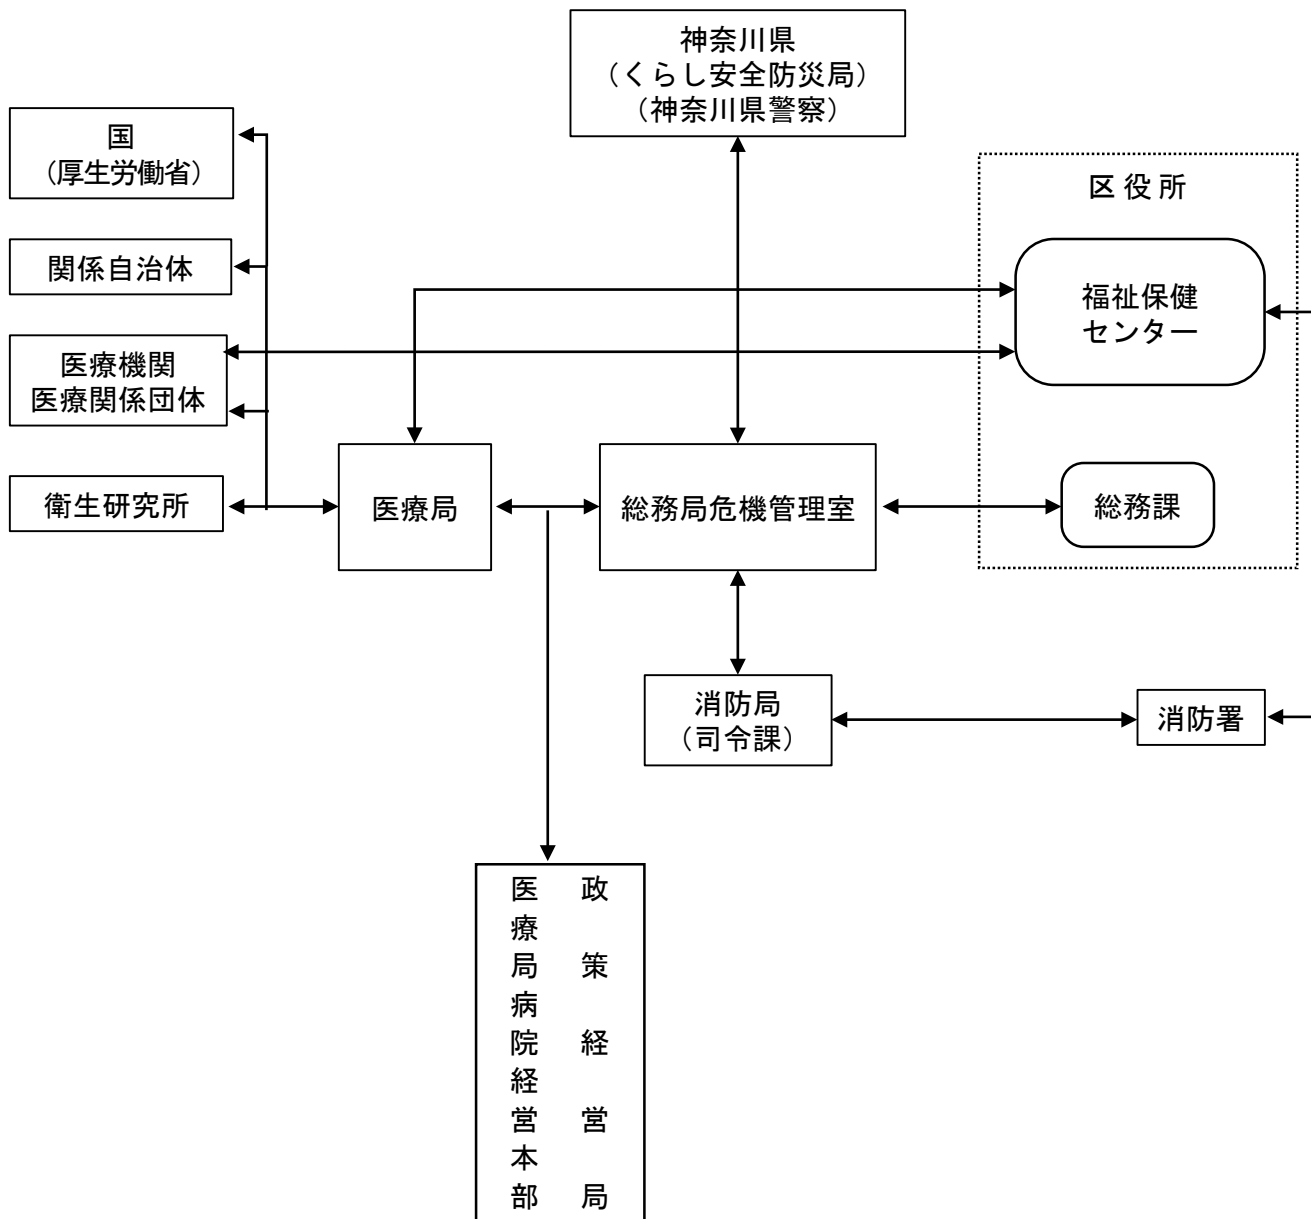 神奈川県
（くらし安全防災局）
（神奈川県警察）
国
（厚生労働省）
区役所
関係自治体
福祉保健
センター
医療機関
医療関係団体
衛生研究所
医療局
総務局危機管理室
総務課
消防局
（司令課）
消防署
政策経営局
医療局病院経営本部